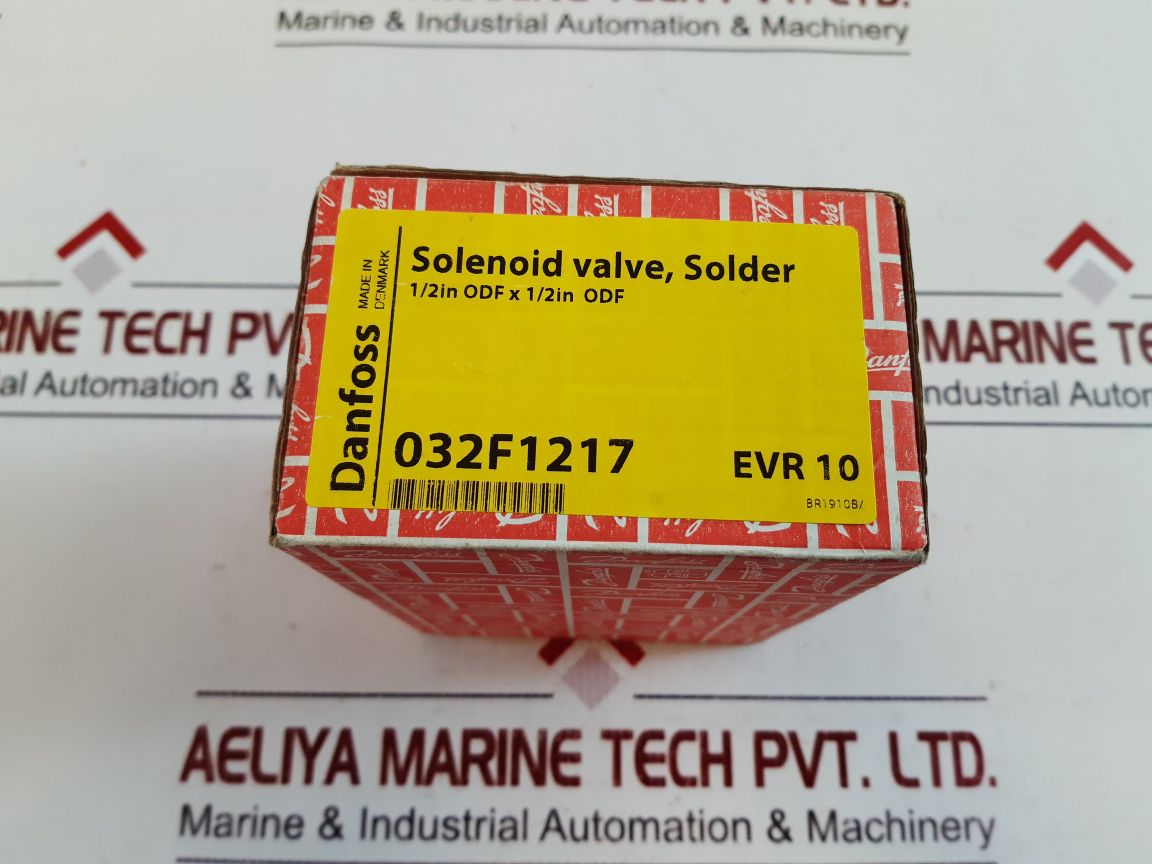 Marine & Industrial Automation & Machinery
Solenoid valve, Solder
1/2in ODF x 1/2in ODF
MADE IN
DENMARK
Danfoss
032F1217
EVR 10
BR1910B/
RINE TECH PV
al Automation & M
MARINE TE
ndustrial Autor
AELIYA MARINE TECH PVT. LTD.
Marine & Industrial Automation & Machinery